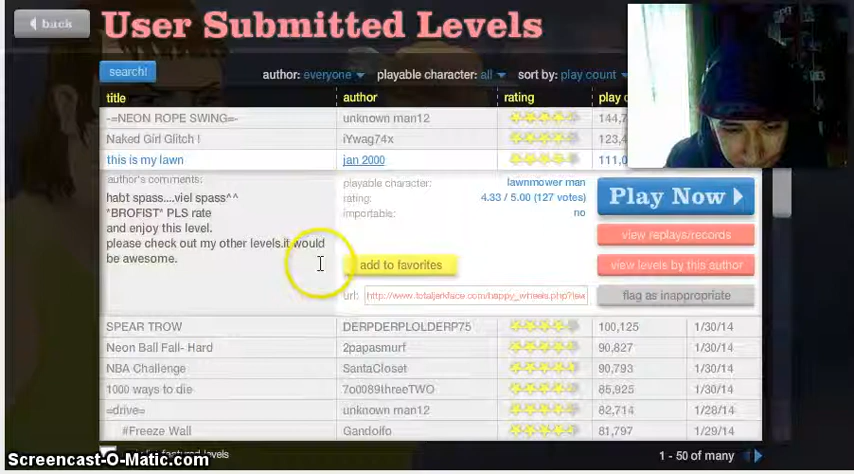 back
User Submitted Levels
search!
author: everyone playable character: all sort by: play count
title author rating play
-=NEON ROPE SWING=- unknown man12 144,7
Naked Girl Glitch ! iYwag74x 123,4
this is my lawn jan 2000 111,0
author's comments:
habt spass....viel spass^^
*BROFIST* PLS rate
and enjoy this level.
please check out my other levels.it would
be awesome.
playable character: lawnmower man
rating: 4.33 / 5.00 (127 votes)
importable: no
add to favorites
url: http://www.totaljerkface.com/happy_wheels.php?lev
Play Now
view replays/records
view levels by this author
flag as inappropriate
SPEAR TROW DERPDERPLOLDERP75 100,125 1/30/14
Neon Ball Fall- Hard 2papasmurf 90,827 1/30/14
NBA Challenge SantaCloset 90,793 1/30/14
1000 ways to die 7o0089IthreeTWO 85,925 1/30/14
=drive= unknown man12 82,714 1/28/14
#Freeze Wall Gandolfo 81,797 1/29/14
featured levels
1 - 50 of many
Screencast-O-Matic.com